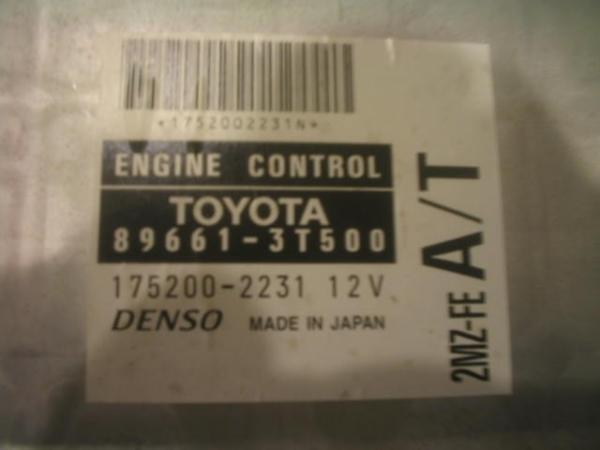 *1752002231N*
ENGINE CONTROL
TOYOTA
89661-3T500
175200-2231 12V
DENSO MADE IN JAPAN
2MZ-FE A/T